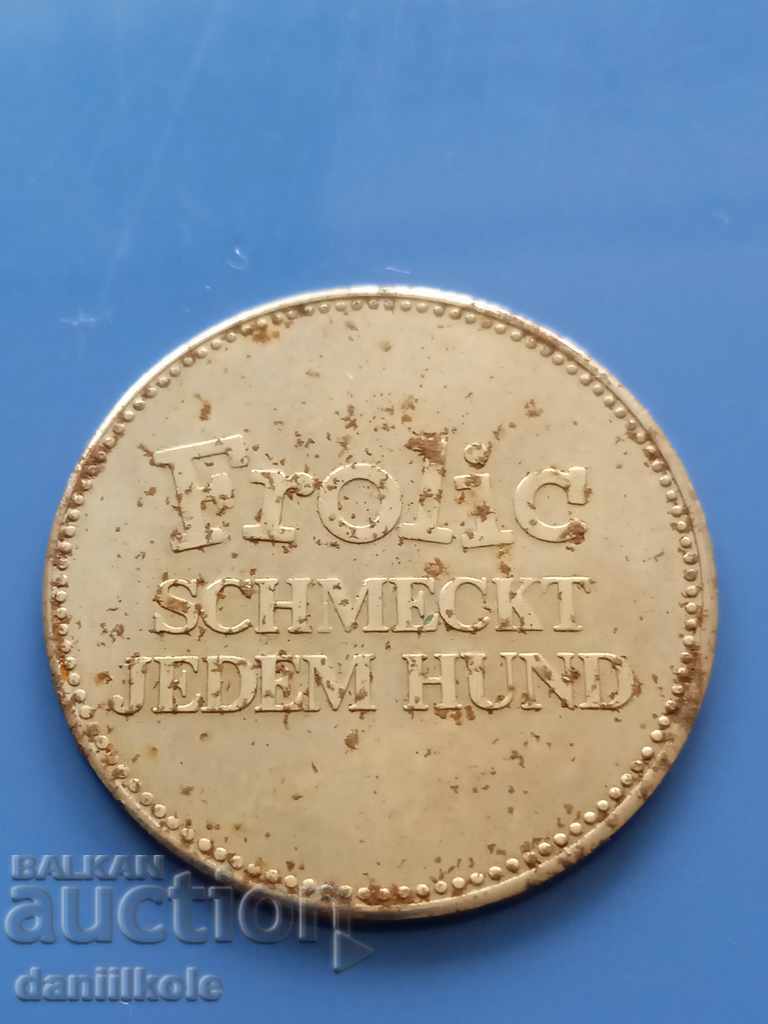 Frolic
SCHMECKT
JEDEM HUND
BALKAN
auction
daniilkole